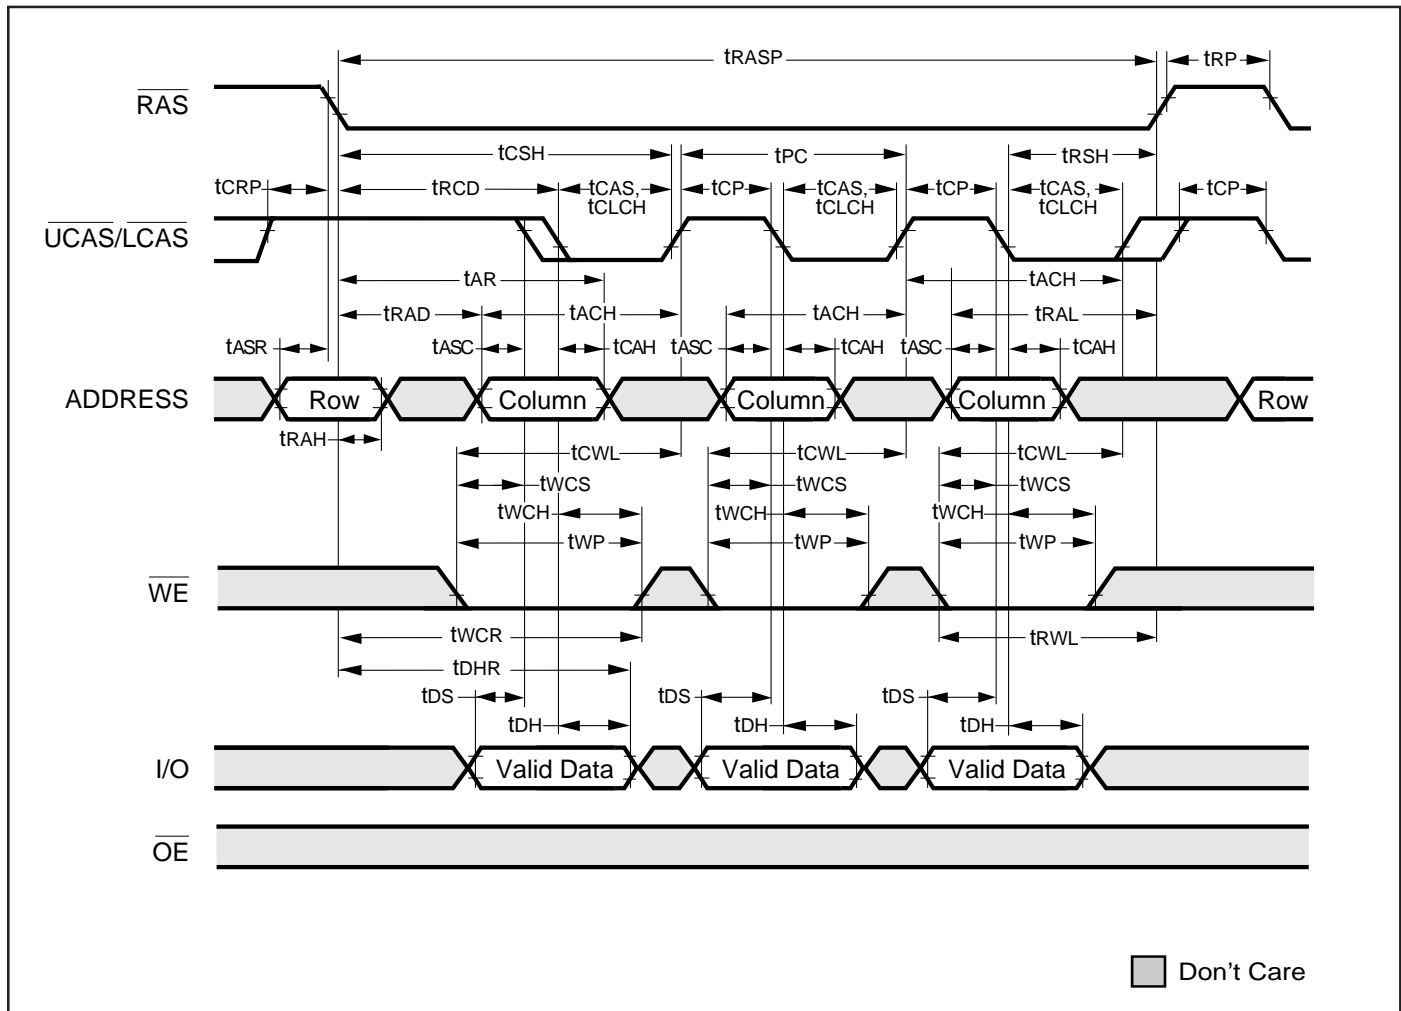 tRASP
tRP
RAS
tCSH
tPC
tRSH
tCRP
tRCD
tCAS,
tCLCH
tCP
tCAS,
tCLCH
tCP
tCAS,
tCLCH
tCP
UCAS/LCAS
tAR
tACH
tRAD
tACH
tACH
tRAL
tASR
tASC
tCAH
tASC
tCAH
tASC
tCAH
ADDRESS
Row
Column
Column
Column
Row
tRAH
tCWL
tCWL
tCWL
tWCS
tWCS
tWCS
tWCH
tWCH
tWCH
tWP
tWP
tWP
WE
tWCR
tRWL
tDHR
tDS
tDS
tDS
tDH
tDH
tDH
I/O
Valid Data
Valid Data
Valid Data
OE
Don't Care